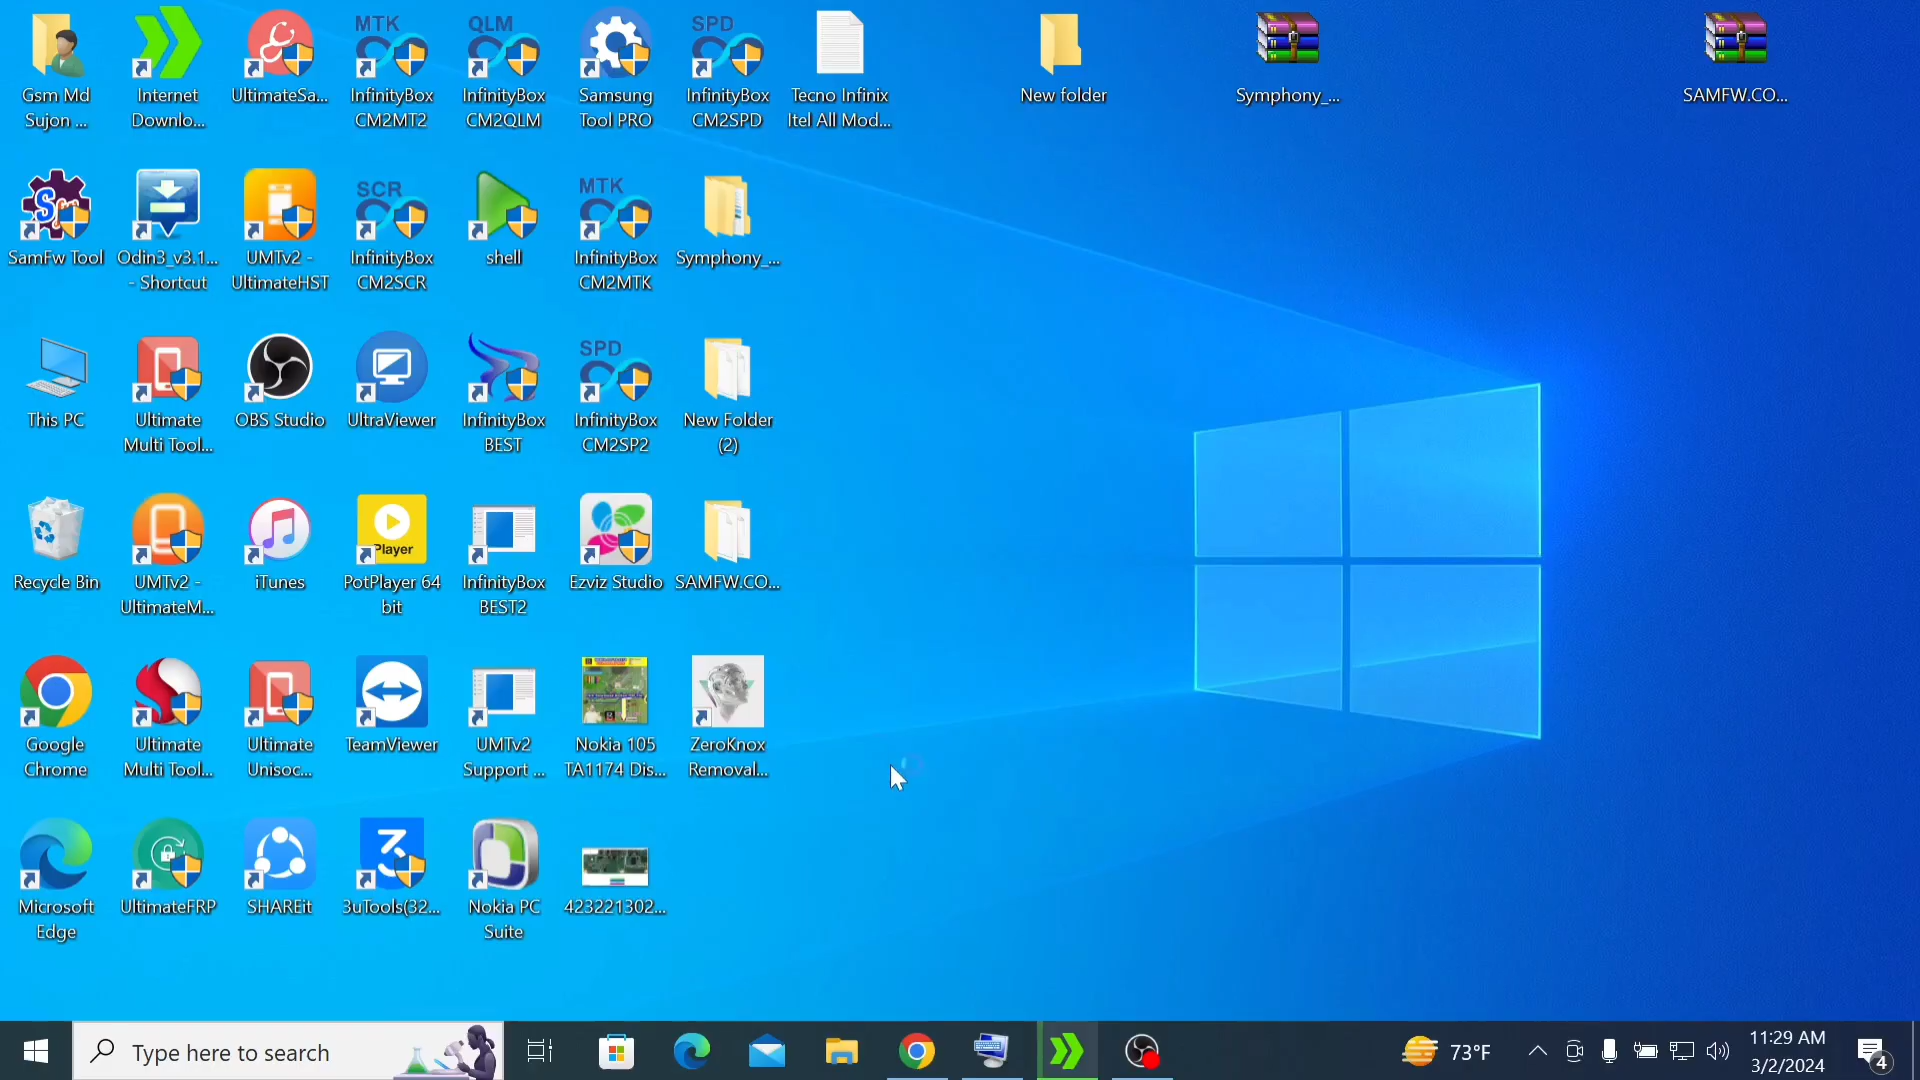 Gsm Md
Sujon ...
Internet
Downlo...
UltimateSa...
MTK
InfinityBox
CM2MT2
QLM
InfinityBox
CM2QLM
Samsung
Tool PRO
SPD
InfinityBox
CM2SPD
Tecno Infinix
Itel All Mod...
New folder
Symphony_...
SAMFW.CO...
SamFw Tool
Odin3_v3.1...
- Shortcut
UMTv2 -
UltimateHST
SCR
InfinityBox
CM2SCR
shell
MTK
InfinityBox
CM2MTK
Symphony_...
This PC
Ultimate
Multi Tool...
OBS Studio
UltraViewer
InfinityBox
BEST
SPD
InfinityBox
CM2SP2
New Folder
(2)
Recycle Bin
UMTv2 -
UltimateM...
iTunes
Player
PotPlayer 64
bit
InfinityBox
BEST2
Ezviz Studio
SAMFW.CO...
Google
Chrome
Ultimate
Multi Tool...
Ultimate
Unisoc...
TeamViewer
UMTv2
Support ...
Nokia 105
TA1174 Dis...
ZeroKnox
Removal...
Microsoft
Edge
UltimateFRP
SHAREit
3uTools(32...
Nokia PC
Suite
423221302...
Type here to search
73°F
11:29 AM
3/2/2024
4